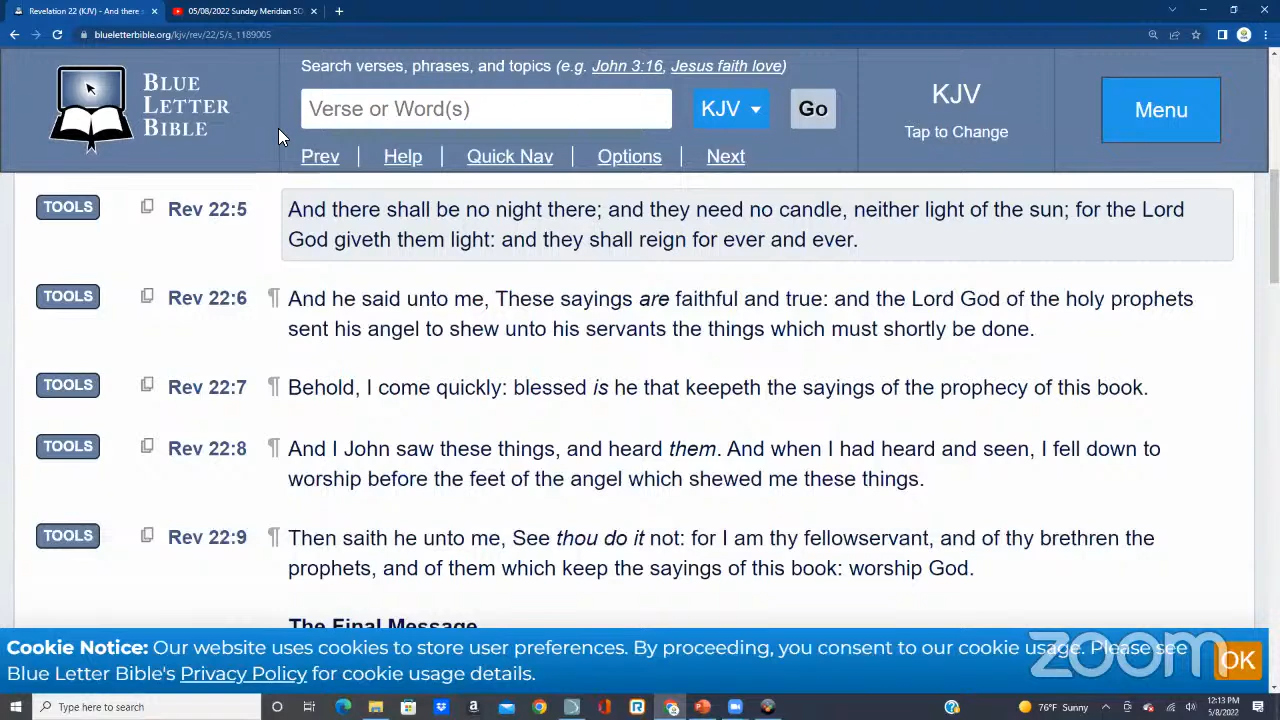 Revelation 22 (KJV) - And there s
05/08/2022 Sunday Meridian SD
blueletterbible.org/kjv/rev/22/5/s_1189005
BLUE
LETTER
BIBLE
Search verses, phrases, and topics (e.g. John 3:16, Jesus faith love)
Verse or Word(s)
KJV
Go
Prev
Help
Quick Nav
Options
Next
KJV
Tap to Change
Menu
TOOLS
Rev 22:5
And there shall be no night there; and they need no candle, neither light of the sun; for the Lord
God giveth them light: and they shall reign for ever and ever.
TOOLS
Rev 22:6
¶ And he said unto me, These sayings are faithful and true: and the Lord God of the holy prophets
sent his angel to shew unto his servants the things which must shortly be done.
TOOLS
Rev 22:7
¶ Behold, I come quickly: blessed is he that keepeth the sayings of the prophecy of this book.
TOOLS
Rev 22:8
¶ And I John saw these things, and heard them. And when I had heard and seen, I fell down to
worship before the feet of the angel which shewed me these things.
TOOLS
Rev 22:9
¶ Then saith he unto me, See thou do it not: for I am thy fellowservant, and of thy brethren the
prophets, and of them which keep the sayings of this book: worship God.
The Final Message
Cookie Notice: Our website uses cookies to store user preferences. By proceeding, you consent to our cookie usage. Please see
Blue Letter Bible's Privacy Policy for cookie usage details.
OK
zoom
Type here to search
76°F Sunny
12:13 PM
5/8/2022